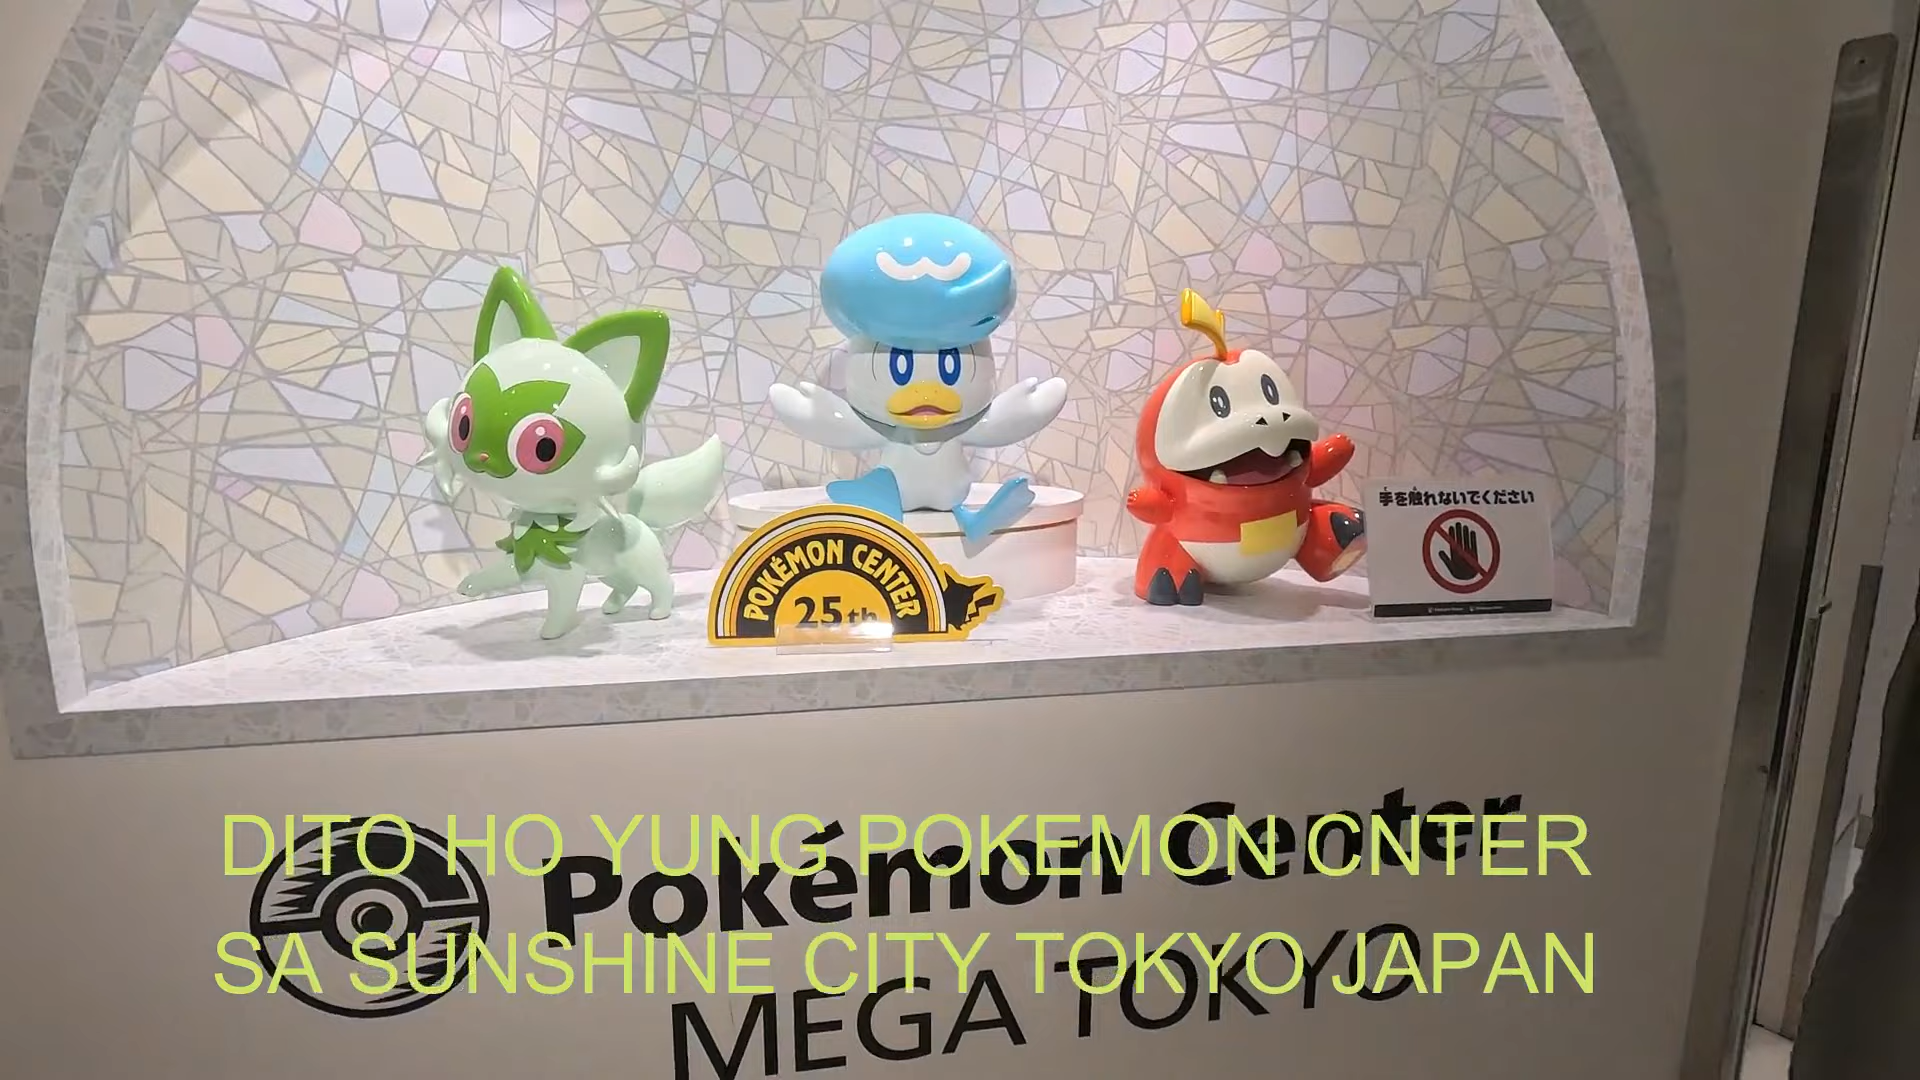 手を触れないでください
POKÉMON CENTER
25th
DITO HO YUNG POKEMON CNTER
Pokémon Center
SA SUNSHINE CITY TOKYO JAPAN
MEGA TOKYO